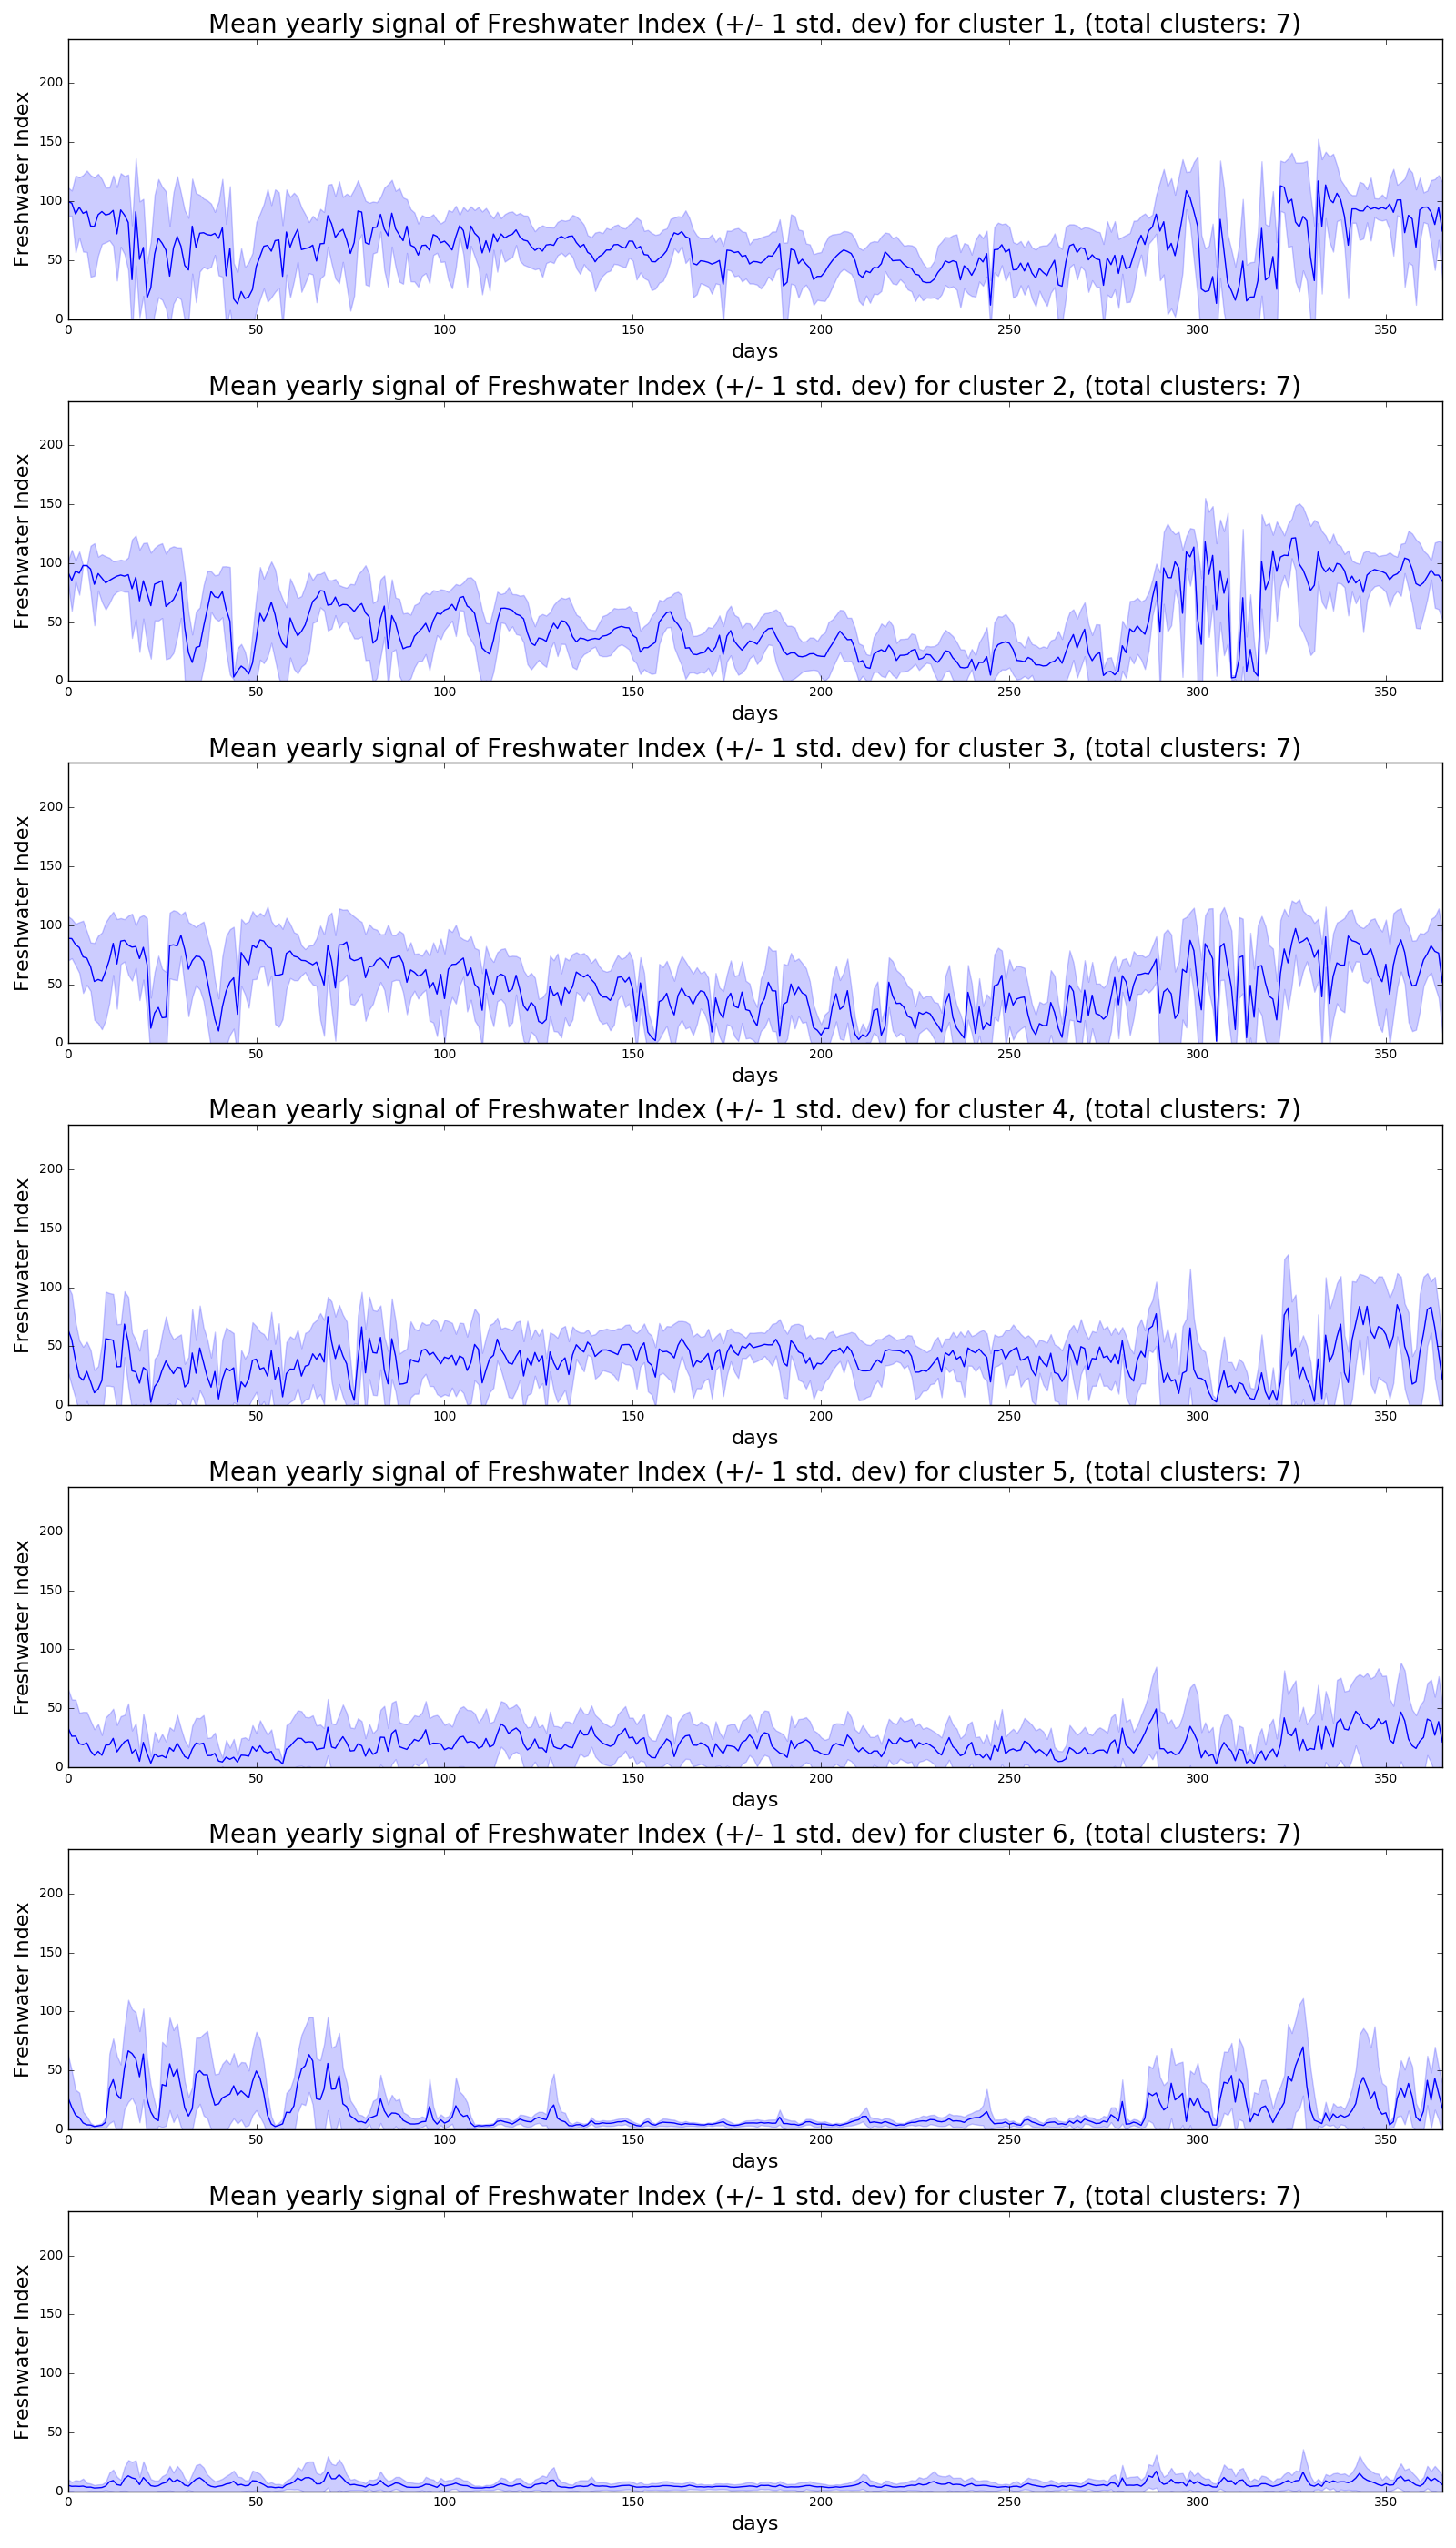 Mean yearly signal of Freshwater Index (+/- 1 std. dev) for cluster 1, (total clusters: 7)
200
150
100
50
0
Freshwater Index
0 50 100 150 200 250 300 350
days
Mean yearly signal of Freshwater Index (+/- 1 std. dev) for cluster 2, (total clusters: 7)
200
150
100
50
0
Freshwater Index
0 50 100 150 200 250 300 350
days
Mean yearly signal of Freshwater Index (+/- 1 std. dev) for cluster 3, (total clusters: 7)
200
150
100
50
0
Freshwater Index
0 50 100 150 200 250 300 350
days
Mean yearly signal of Freshwater Index (+/- 1 std. dev) for cluster 4, (total clusters: 7)
200
150
100
50
0
Freshwater Index
0 50 100 150 200 250 300 350
days
Mean yearly signal of Freshwater Index (+/- 1 std. dev) for cluster 5, (total clusters: 7)
200
150
100
50
0
Freshwater Index
0 50 100 150 200 250 300 350
days
Mean yearly signal of Freshwater Index (+/- 1 std. dev) for cluster 6, (total clusters: 7)
200
150
100
50
0
Freshwater Index
0 50 100 150 200 250 300 350
days
Mean yearly signal of Freshwater Index (+/- 1 std. dev) for cluster 7, (total clusters: 7)
200
150
100
50
0
Freshwater Index
0 50 100 150 200 250 300 350
days